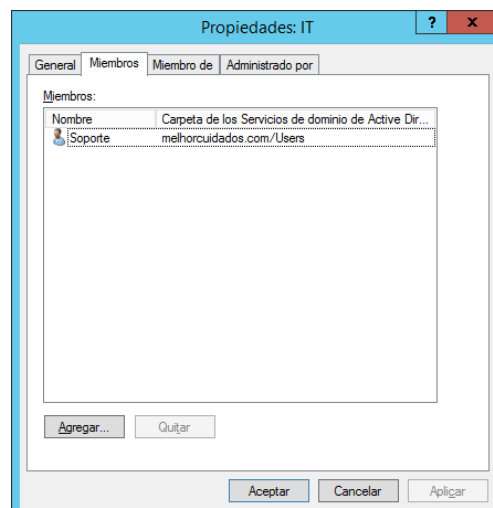 Propiedades: IT
? x
General Miembros Miembro de Administrado por
Miembros:
Nombre Carpeta de los Servicios de dominio de Active Dir...
Soporte melhorcuidados.com/Users
Agregar... Quitar
Aceptar Cancelar Aplicar